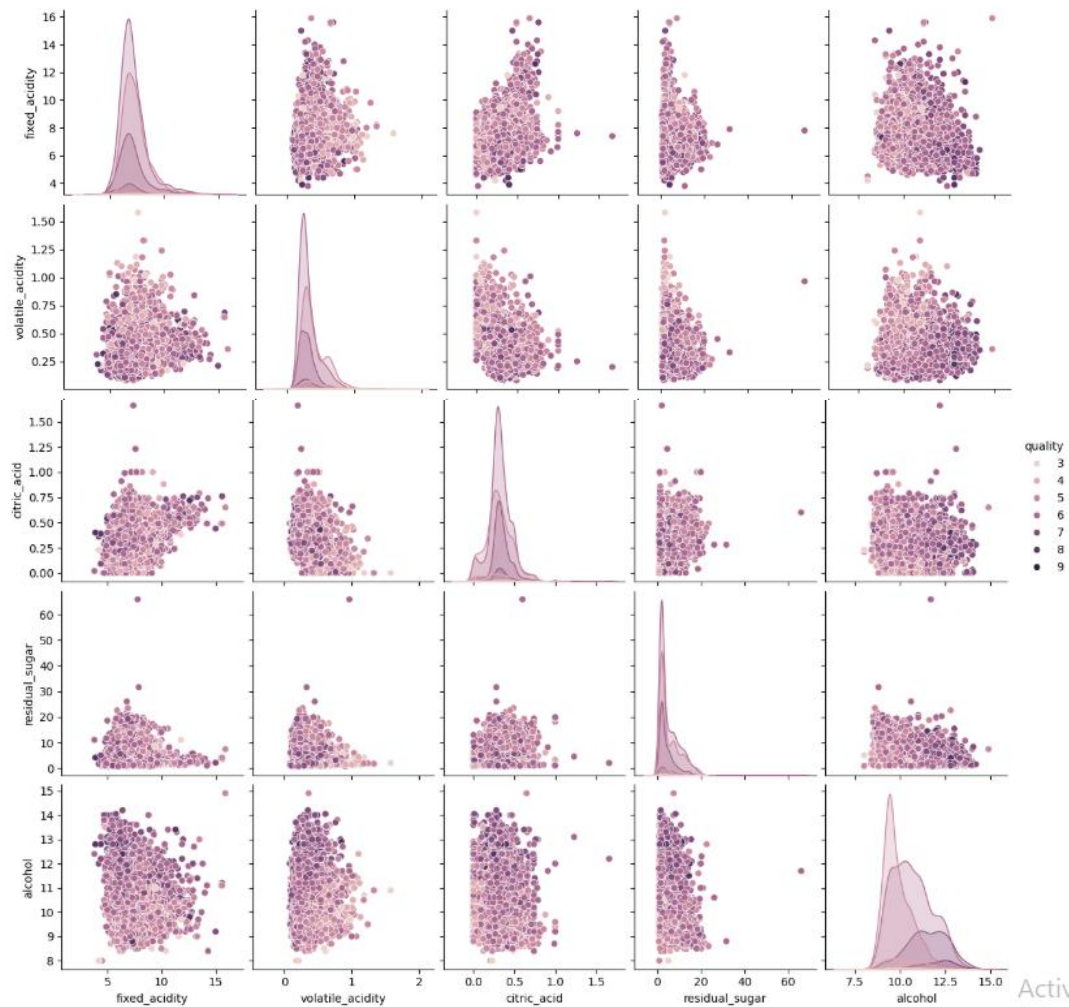 fixed_acidity
16
14
12
10
8
6
4
volatile_acidity
1.50
1.25
1.00
0.75
0.50
0.25
citric_acid
1.50
1.25
1.00
0.75
0.50
0.25
0.00
residual_sugar
60
50
40
30
20
10
0
alcohol
15
14
13
12
11
10
9
8
5 10 15
fixed_acidity
0 1 2
volatile_acidity
0.0 0.5 1.0 1.5
citric_acid
0 20 40 60
residual_sugar
7.5 10.0 12.5 15.0
alcohol
quality
3
4
5
6
7
8
9
Activ